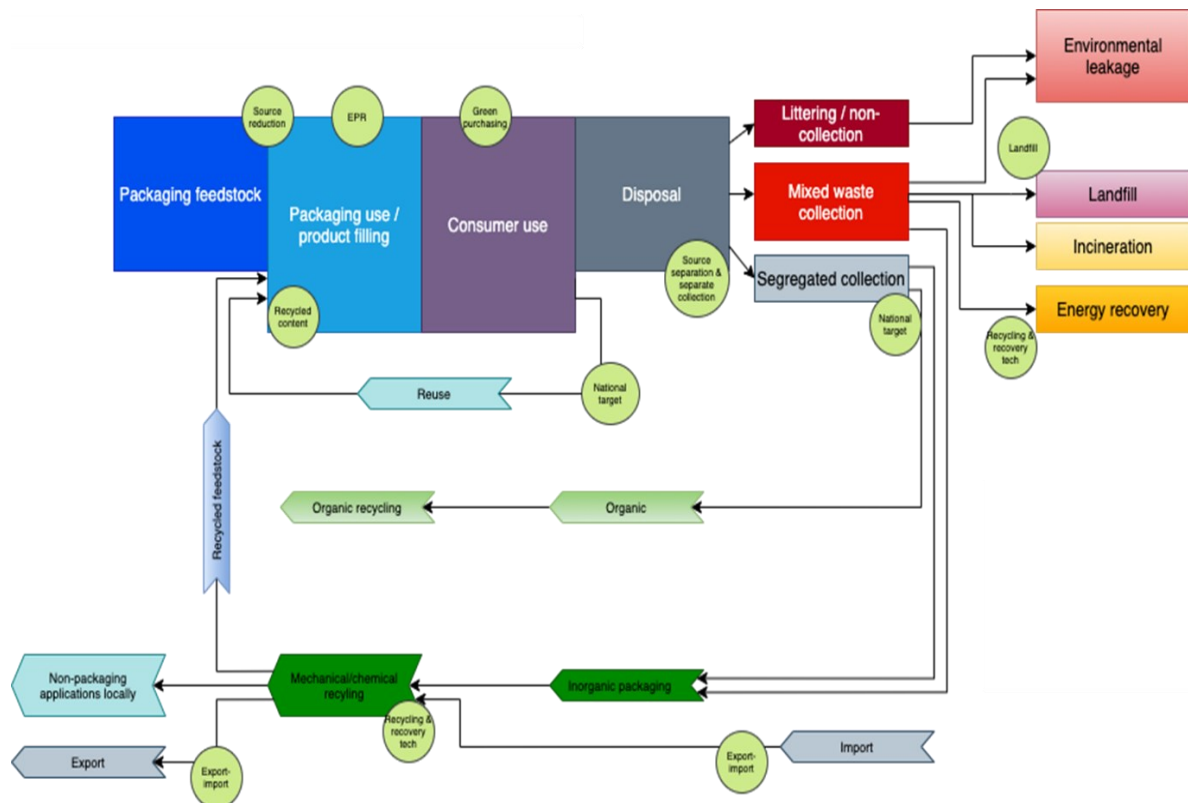 Environmental
leakage
Source
reduction
EPR
Green
purchasing
Littering / non-
collection
Landfill
Packaging feedstock
Packaging use /
product filling
Consumer use
Disposal
Mixed waste
collection
Landfill
Incineration
Source
separation &
separate
collection
Segregated collection
National
target
Energy recovery
Recycling &
recovery
tech
Recycled
content
Reuse
National
target
Recycled feedstock
Organic recycling
Organic
Non-packaging
applications locally
Mechanical/chemical
recyling
Inorganic packaging
Recycling &
recovery
tech
Export
Export-
import
Export-
import
Import